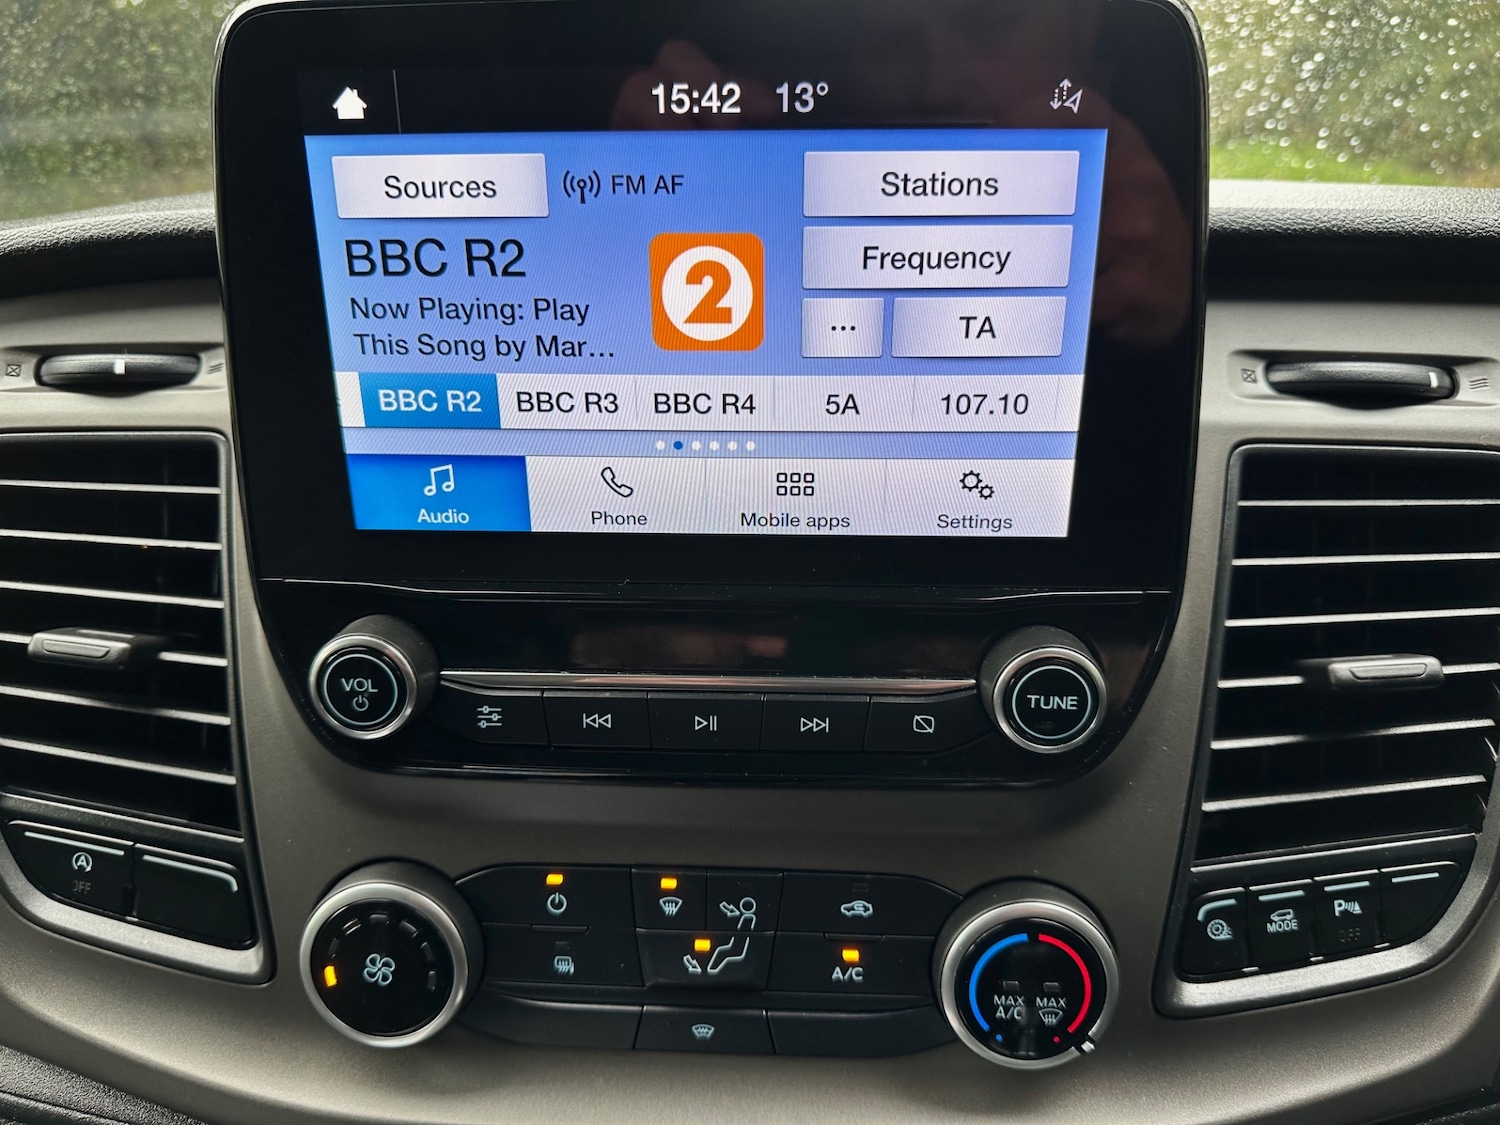 15:42 13°
Sources FM AF Stations
BBC R2
2
Frequency
Now Playing: Play
This Song by Mar...
... TA
BBC R2 BBC R3 BBC R4 5A 107.10
Audio Phone Mobile apps Settings
VOL
TUNE
A
OFF
A/C
MAX
A/C
MAX
MODE
P
OFF